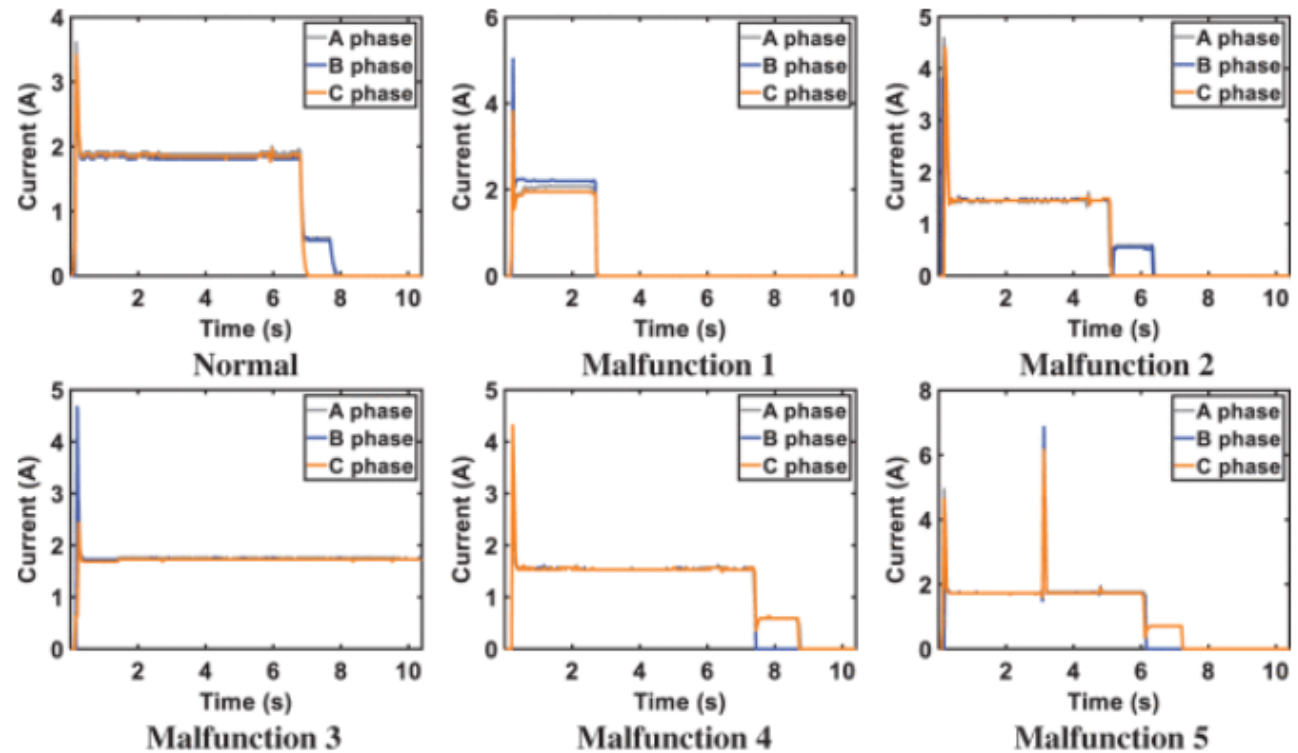 4
3
2
1
0
Current (A)
A phase
B phase
C phase
2 4 6 8 10
Time (s)
Normal
6
4
2
0
Current (A)
A phase
B phase
C phase
2 4 6 8 10
Time (s)
Malfunction 1
5
4
3
2
1
0
Current (A)
A phase
B phase
C phase
2 4 6 8 10
Time (s)
Malfunction 2
5
4
3
2
1
0
Current (A)
A phase
B phase
C phase
2 4 6 8 10
Time (s)
Malfunction 3
5
4
3
2
1
0
Current (A)
A phase
B phase
C phase
2 4 6 8 10
Time (s)
Malfunction 4
8
6
4
2
0
Current (A)
A phase
B phase
C phase
2 4 6 8 10
Time (s)
Malfunction 5